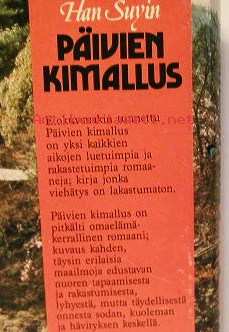 Han Suyin
PÄIVIEN
KIMALLUS
Elokuvanakin tunnettu
Päivien kimallus
on yksi kaikkien
aikojen luetuimpia ja
rakastetuimpia romaa-
neja; kirja jonka
viehätys on lakastumaton.
Päivien kimallus on
pitkälti omaelämä-
kerrallinen romaani;
kuvaus kahden,
täysin erilaisia
maailmoja edustavan
nuoren tapaamisesta
ja rakastumisesta,
lyhyestä, mutta täydellisestä
onnesta sodan, kuoleman
ja hävityksen keskellä.